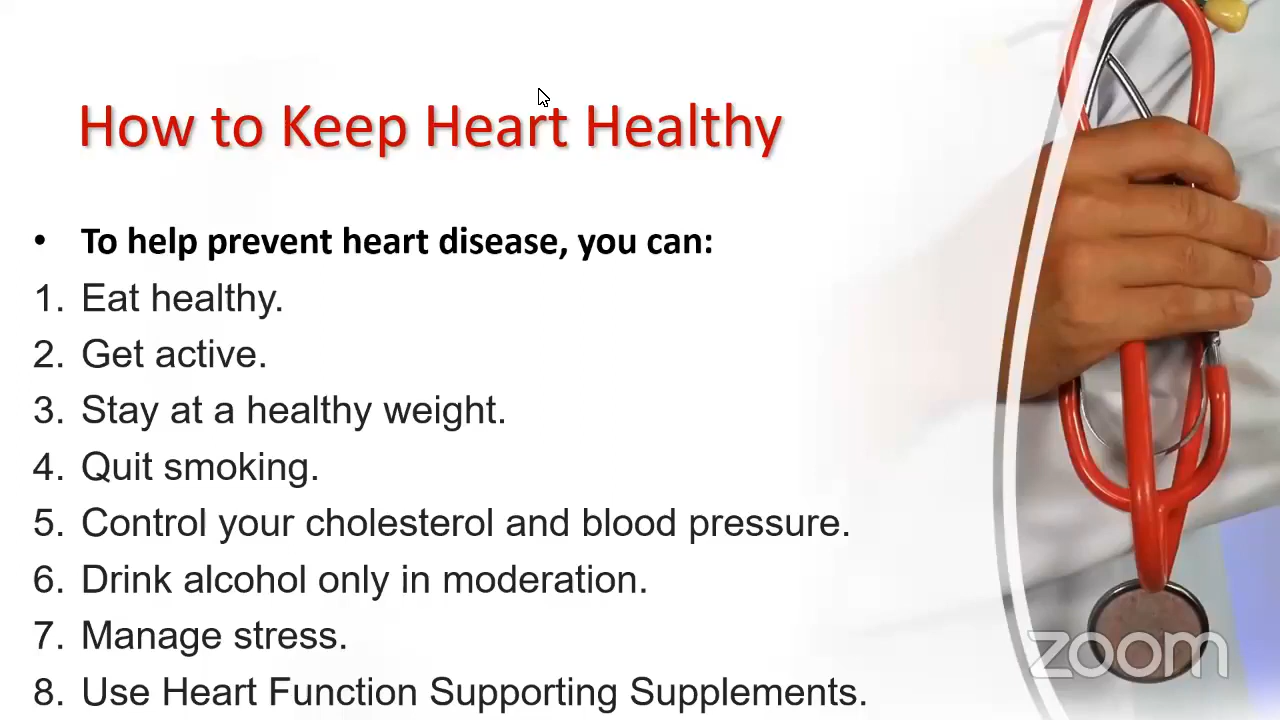 How to Keep Heart Healthy
• To help prevent heart disease, you can:
1. Eat healthy.
2. Get active.
3. Stay at a healthy weight.
4. Quit smoking.
5. Control your cholesterol and blood pressure.
6. Drink alcohol only in moderation.
7. Manage stress.
8. Use Heart Function Supporting Supplements.
zoom